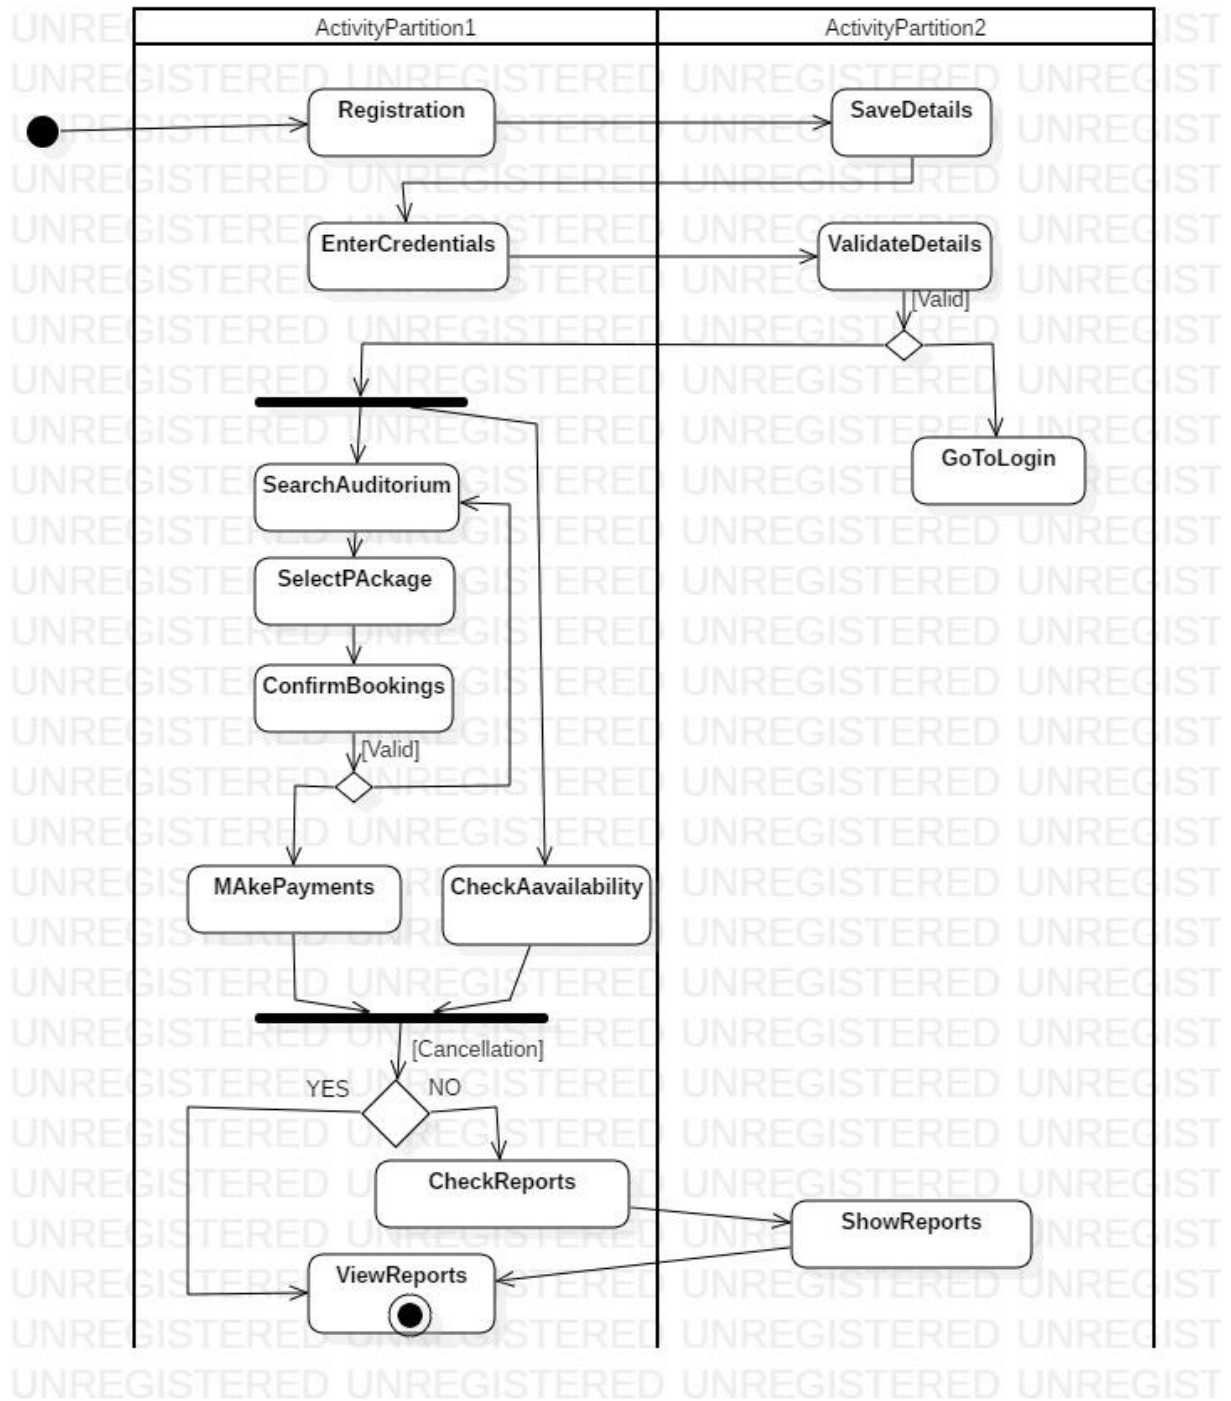 ActivityPartition1
ActivityPartition2
Registration
SaveDetails
EnterCredentials
ValidateDetails
[Valid]
GoToLogin
SearchAuditorium
SelectPAckage
ConfirmBookings
[Valid]
MAkePayments
CheckAavailability
[Cancellation]
YES
NO
CheckReports
ShowReports
ViewReports
UNREGISTERED